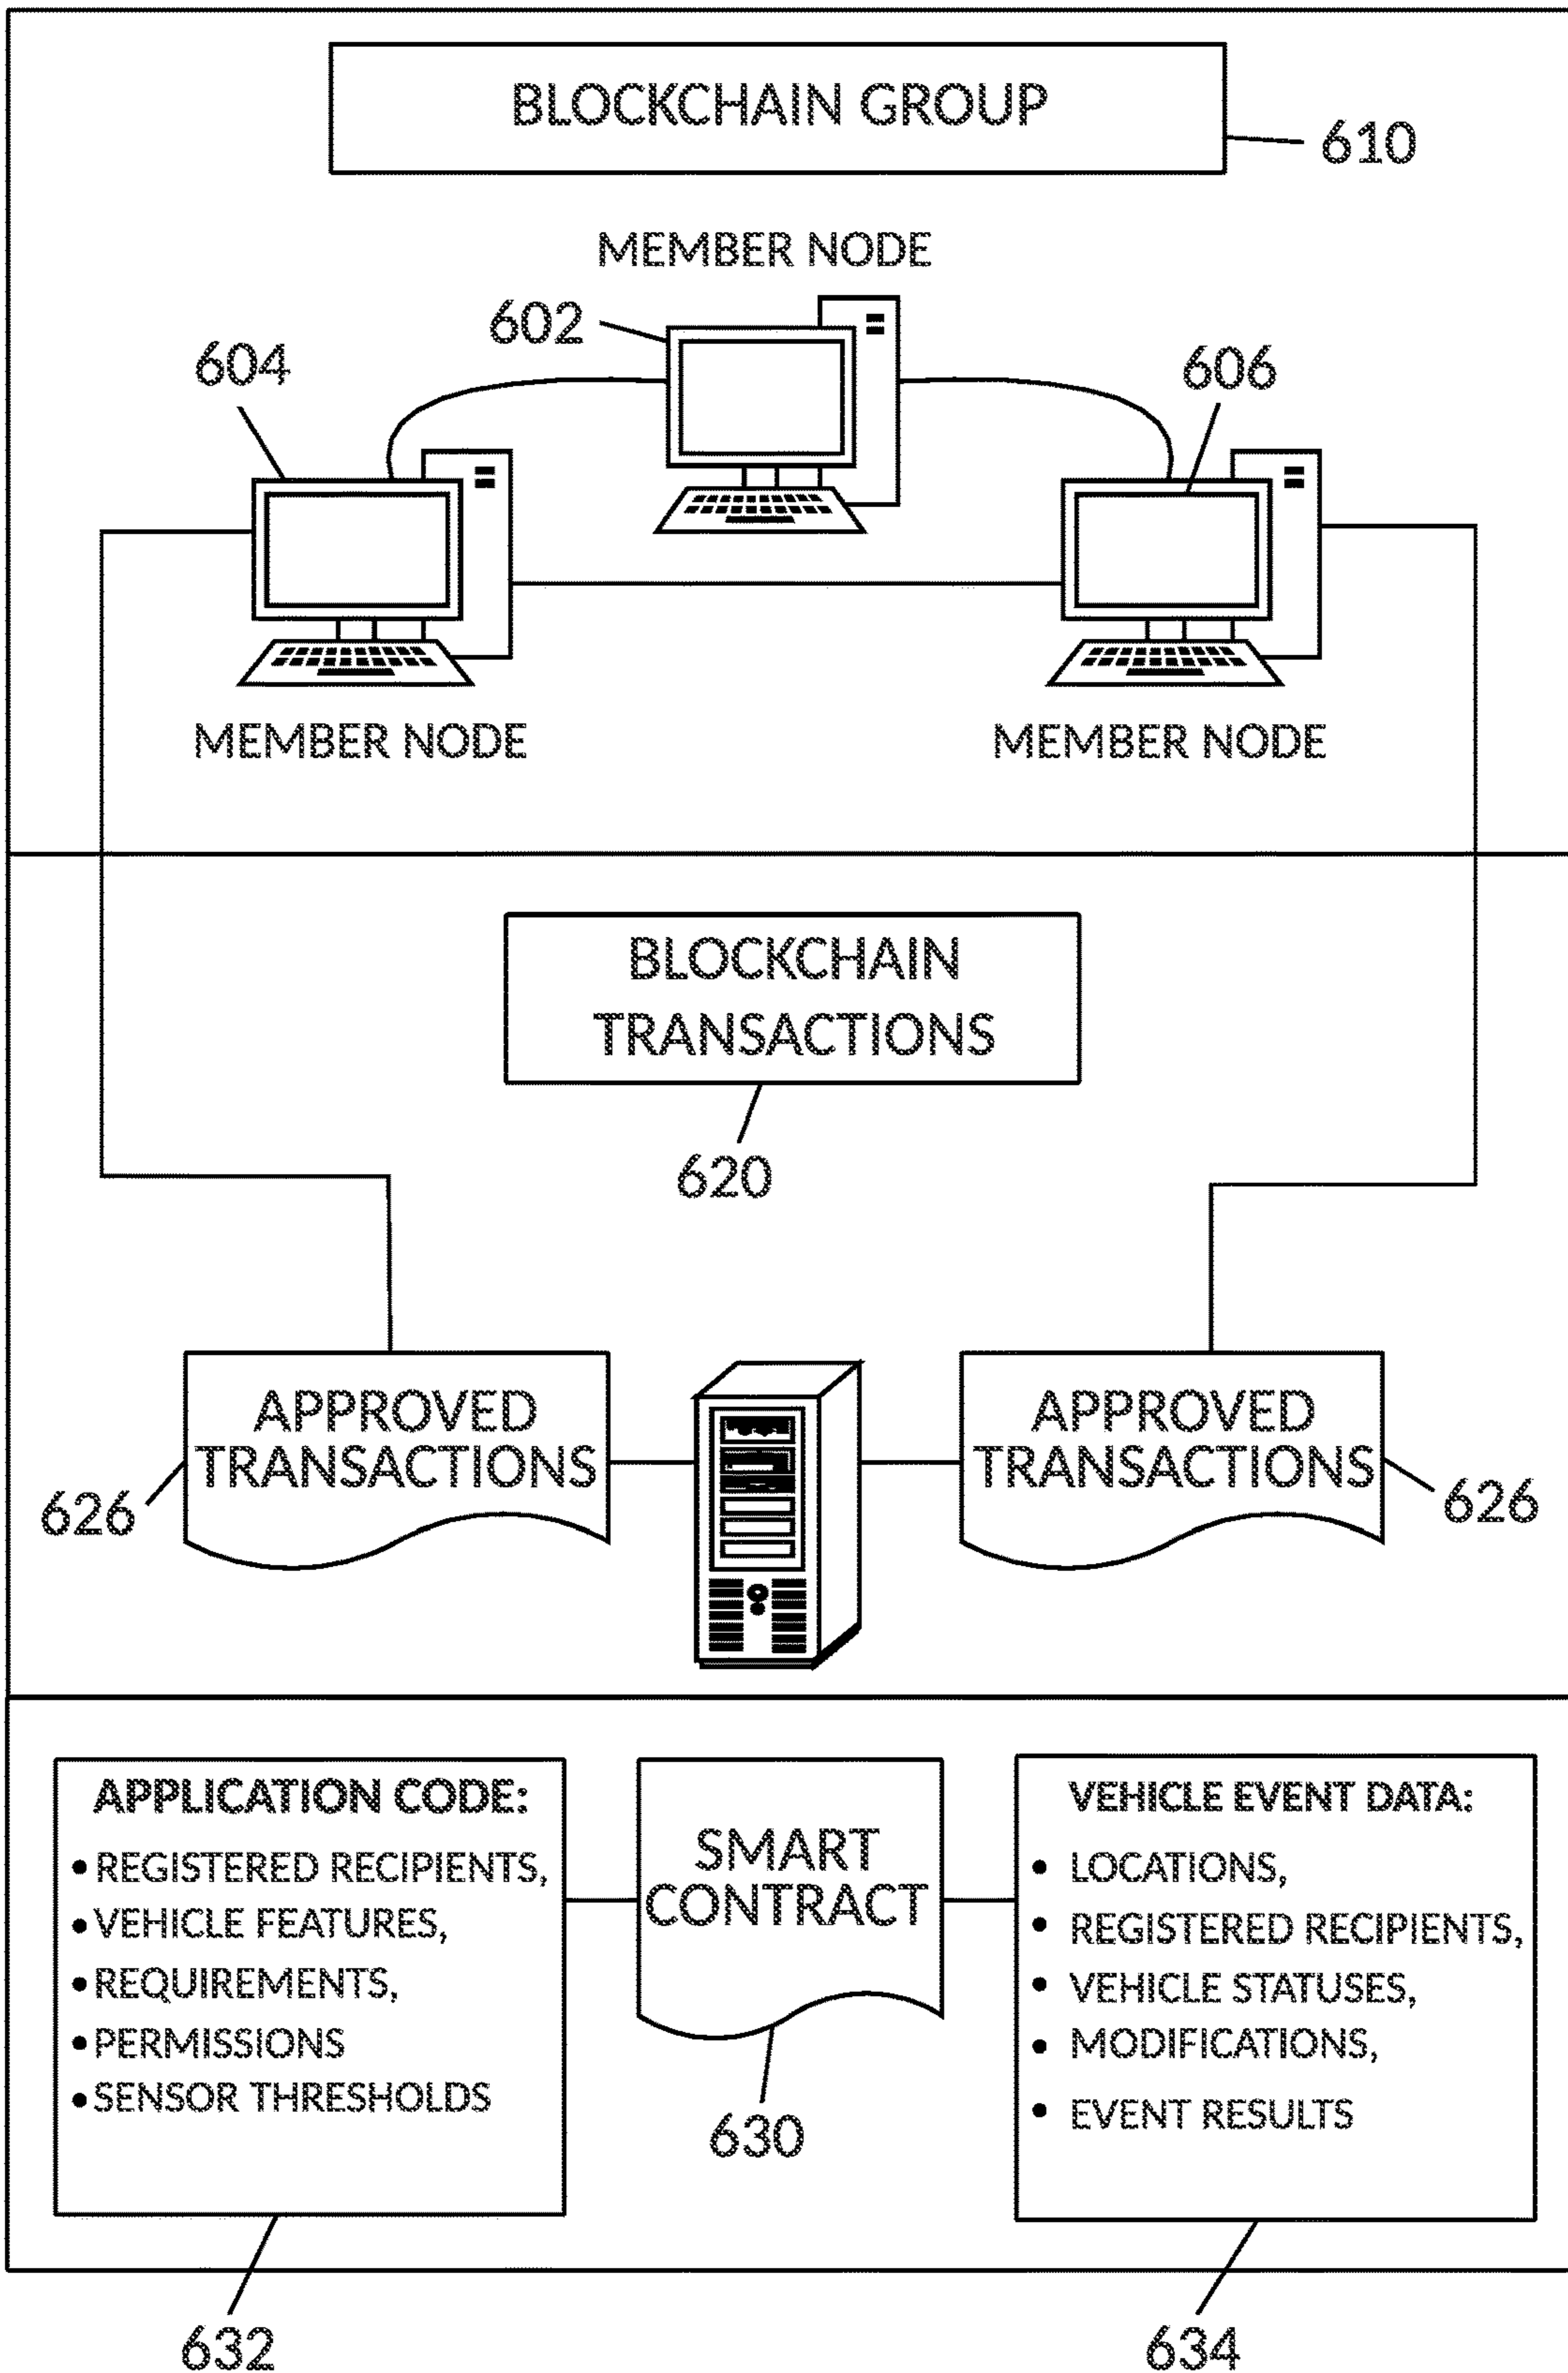 BLOCKCHAIN GROUP
610
MEMBER NODE
602
604
606
MEMBER NODE
MEMBER NODE
BLOCKCHAIN
TRANSACTIONS
620
APPROVED
TRANSACTIONS
626
APPROVED
TRANSACTIONS
626
APPLICATION CODE:
• REGISTERED RECIPIENTS,
• VEHICLE FEATURES,
• REQUIREMENTS,
• PERMISSIONS
• SENSOR THRESHOLDS
632
SMART
CONTRACT
630
VEHICLE EVENT DATA:
• LOCATIONS,
• REGISTERED RECIPIENTS,
• VEHICLE STATUSES,
• MODIFICATIONS,
• EVENT RESULTS
634